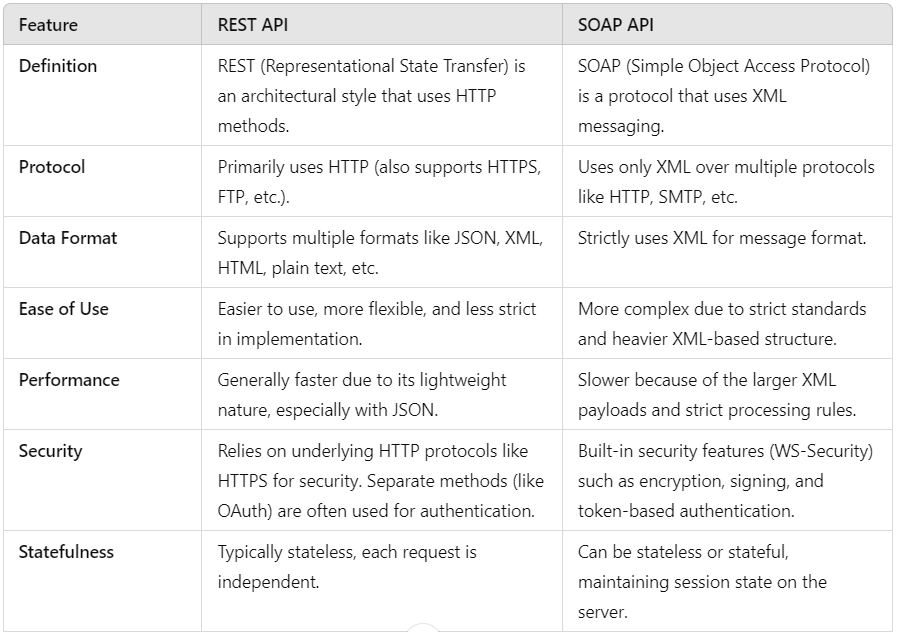 Feature REST API SOAP API
Definition REST (Representational State Transfer) is SOAP (Simple Object Access Protocol)
an architectural style that uses HTTP is a protocol that uses XML
methods. messaging.
Protocol Primarily uses HTTP (also supports HTTPS, Uses only XML over multiple protocols
FTP, etc.). like HTTP, SMTP, etc.
Data Format Supports multiple formats like JSON, XML, Strictly uses XML for message format.
HTML, plain text, etc.
Ease of Use Easier to use, more flexible, and less strict More complex due to strict standards
in implementation. and heavier XML-based structure.
Performance Generally faster due to its lightweight Slower because of the larger XML
nature, especially with JSON. payloads and strict processing rules.
Security Relies on underlying HTTP protocols like Built-in security features (WS-Security)
HTTPS for security. Separate methods (like such as encryption, signing, and
OAuth) are often used for authentication. token-based authentication.
Statefulness Typically stateless, each request is Can be stateless or stateful,
independent. maintaining session state on the
server.